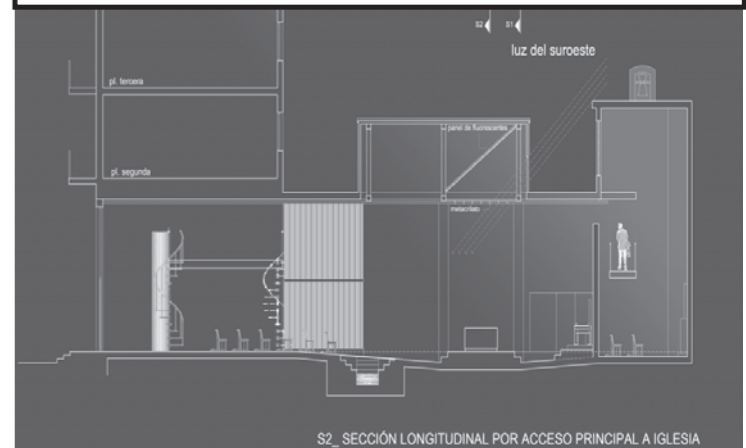 S2 S1
luz del suroeste
pl. tercera
panel de fluorescentes
pl. segunda
metacrilato
S2_ SECCIÓN LONGITUDINAL POR ACCESO PRINCIPAL A IGLESIA